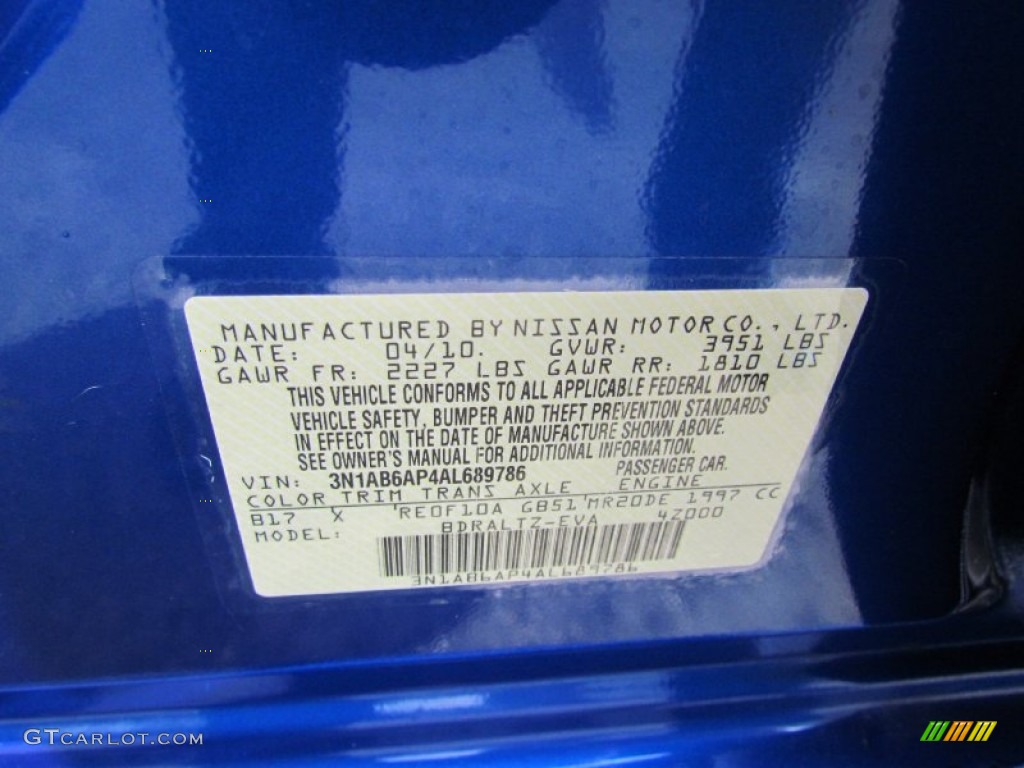 MANUFACTURED BY NISSAN MOTOR CO., LTD.
DATE: 04/10. GVWR: 3951 LBS
GAWR FR: 2227 LBS GAWR RR: 1810 LBS
THIS VEHICLE CONFORMS TO ALL APPLICABLE FEDERAL MOTOR
VEHICLE SAFETY, BUMPER AND THEFT PREVENTION STANDARDS
IN EFFECT ON THE DATE OF MANUFACTURE SHOWN ABOVE.
SEE OWNER'S MANUAL FOR ADDITIONAL INFORMATION.
VIN: 3N1AB6AP4AL689786 PASSENGER CAR.
COLOR TRIM TRANS AXLE ENGINE
B17 X RE0F10A GB51 MR20DE 1997 CC
MODEL: BDRALTZ-EVA 4Z000
3N1AB6AP4AL689786
GTCARLOT.COM